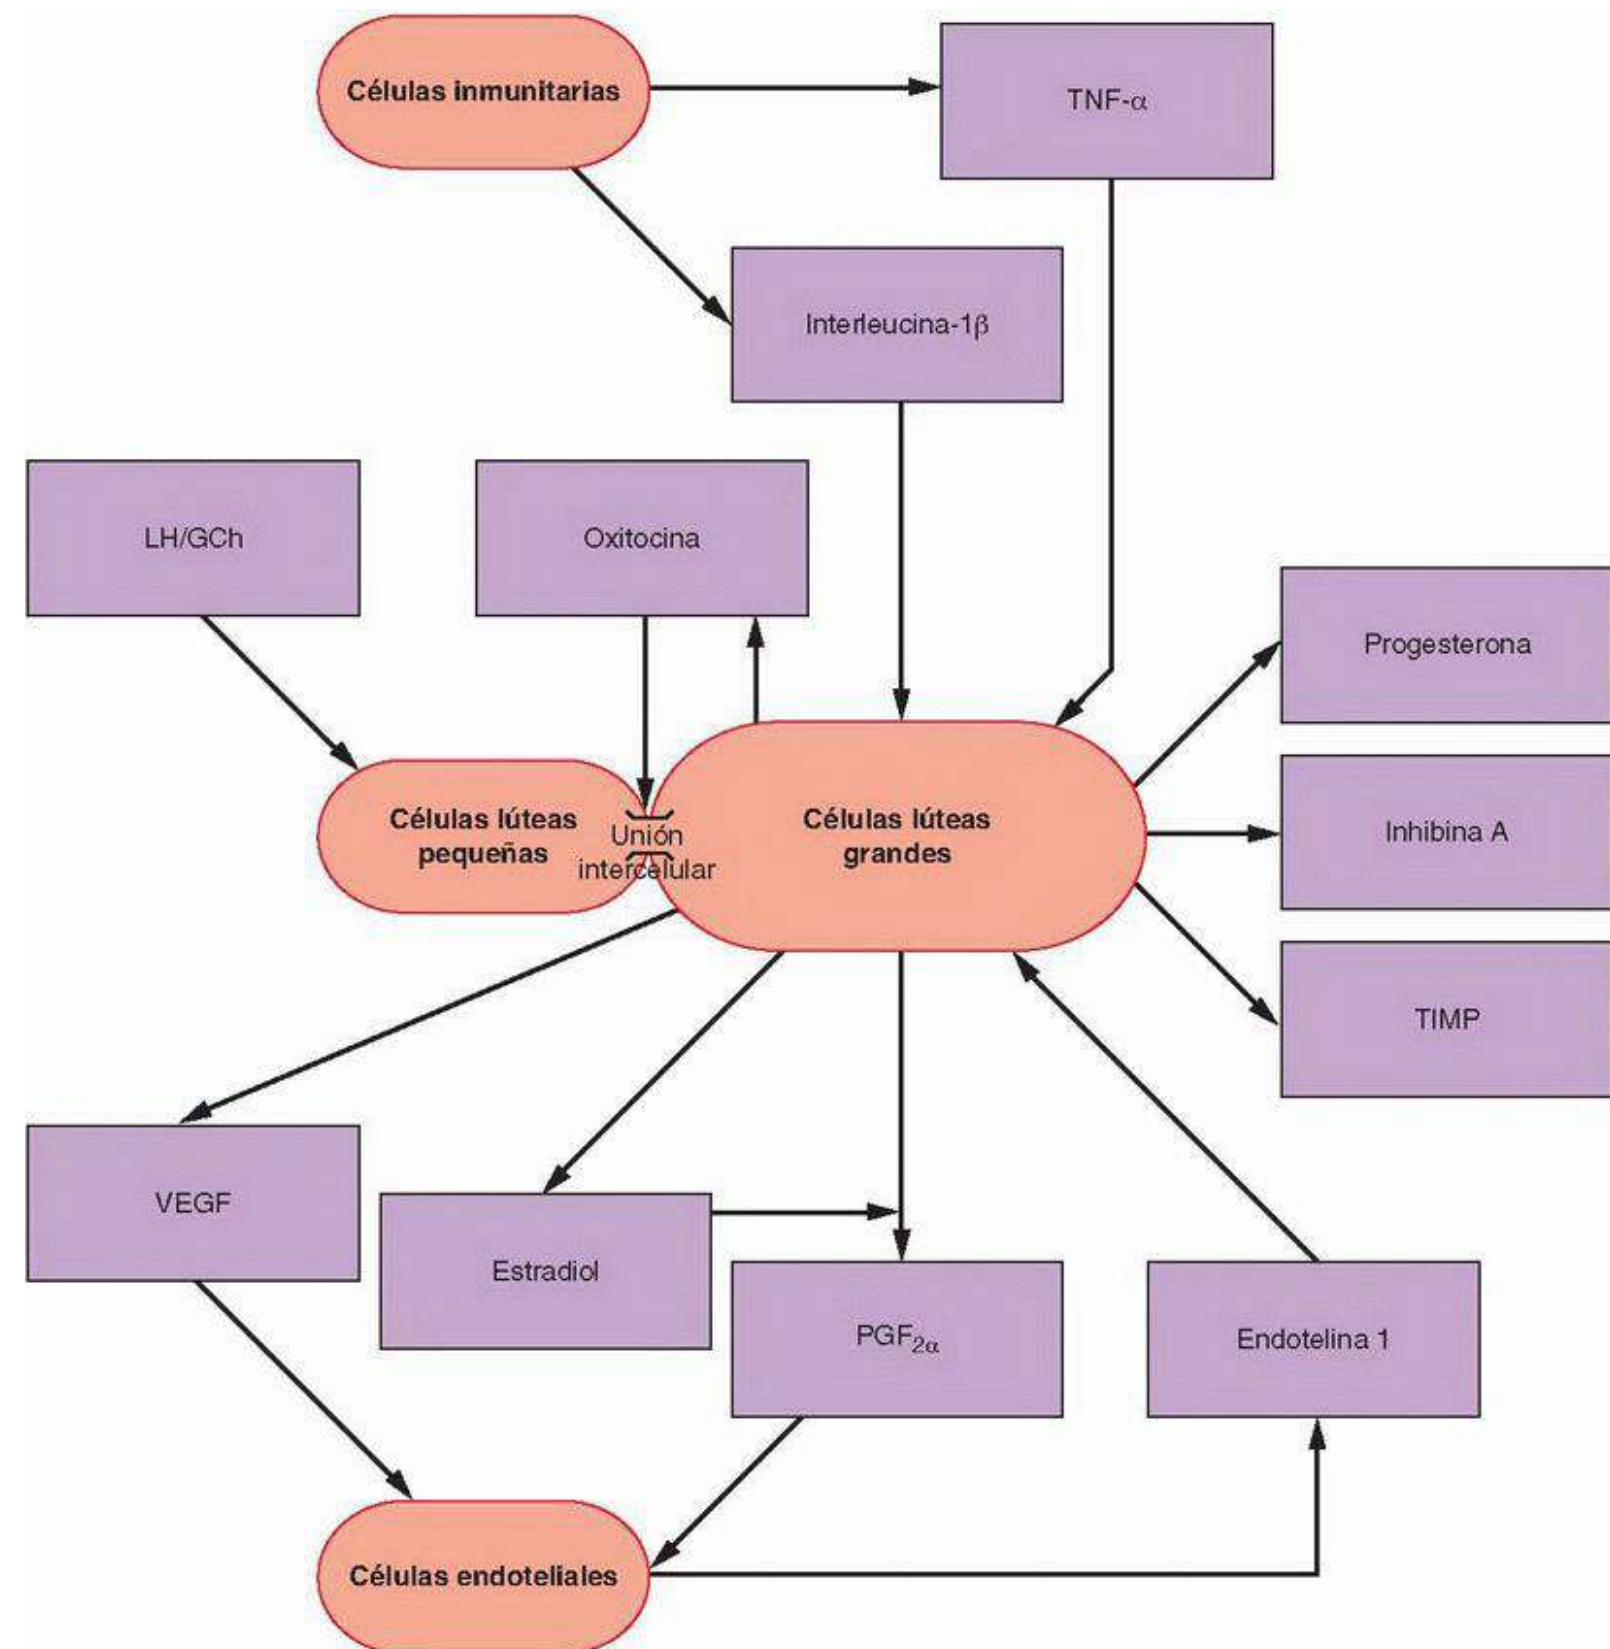 Células inmunitarias
TNF-α
Interleucina-1β
LH/GCh
Oxitocina
Progesterona
Células lúteas
pequeñas
Unión
intercelular
Células lúteas
grandes
Inhibina A
TIMP
VEGF
Estradiol
PGF2α
Endotelina 1
Células endoteliales